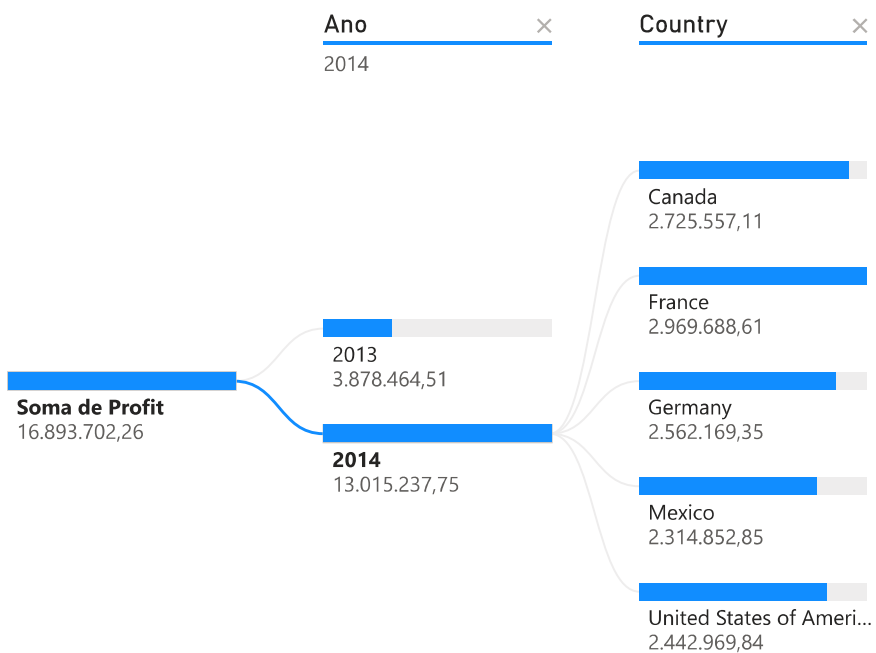 Ano
2014
Country
Soma de Profit
16.893.702,26
2013
3.878.464,51
2014
13.015.237,75
Canada
2.725.557,11
France
2.969.688,61
Germany
2.562.169,35
Mexico
2.314.852,85
United States of Ameri...
2.442.969,84